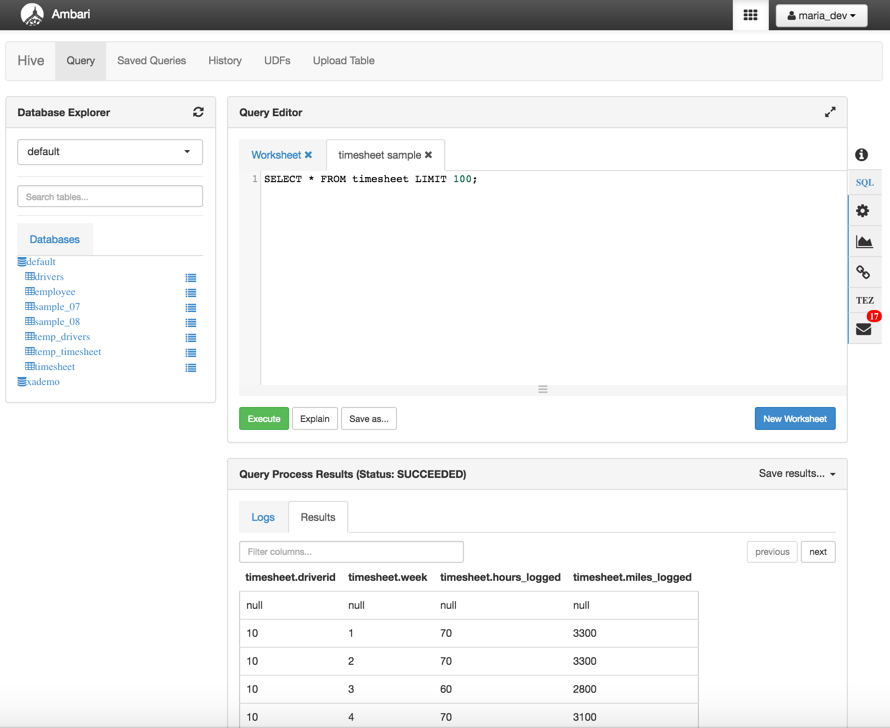 Ambari
maria_dev
Hive Query Saved Queries History UDFs Upload Table
Database Explorer
default
Search tables...
Databases
default
drivers
employee
sample_07
sample_08
temp_drivers
temp_timesheet
timesheet
xademo
Query Editor
Worksheet timesheet sample
1 SELECT * FROM timesheet LIMIT 100;
Execute Explain Save as... New Worksheet
SQL
TEZ
17
Query Process Results (Status: SUCCEEDED) Save results...
Logs Results
Filter columns... previous next
timesheet.driverid timesheet.week timesheet.hours_logged timesheet.miles_logged
null null null null
10 1 70 3300
10 2 70 3300
10 3 60 2800
10 4 70 3100